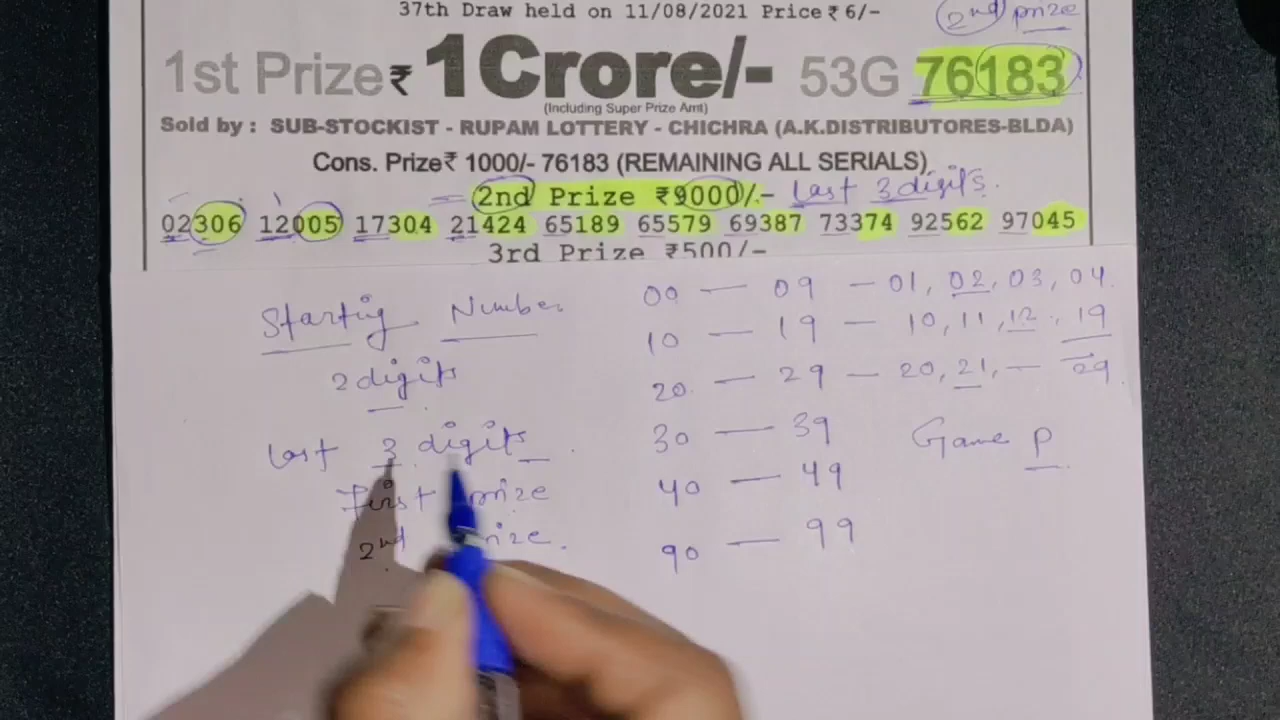 37th Draw held on 11/08/2021 Price ₹ 6/-
2nd prize
1st Prize ₹ 1 Crore/- 53G 76183
(Including Super Prize Amt)
Sold by : SUB-STOCKIST - RUPAM LOTTERY - CHICHRA (A.K.DISTRIBUTORES-BLDA)
Cons. Prize ₹ 1000/- 76183 (REMAINING ALL SERIALS)
2nd Prize ₹9000/- Last 3 digits.
02306 12005 17304 21424 65189 65579 69387 73374 92562 97045
3rd Prize ₹500/-
Starting Number
2 digits
Last 3 digits
First prize
2nd
00 — 09 — 01, 02, 03, 04
10 — 19 — 10, 11, 12, 19
20 — 29 — 20, 21, — 29
30 — 39
40 — 49
90 — 99
Game P